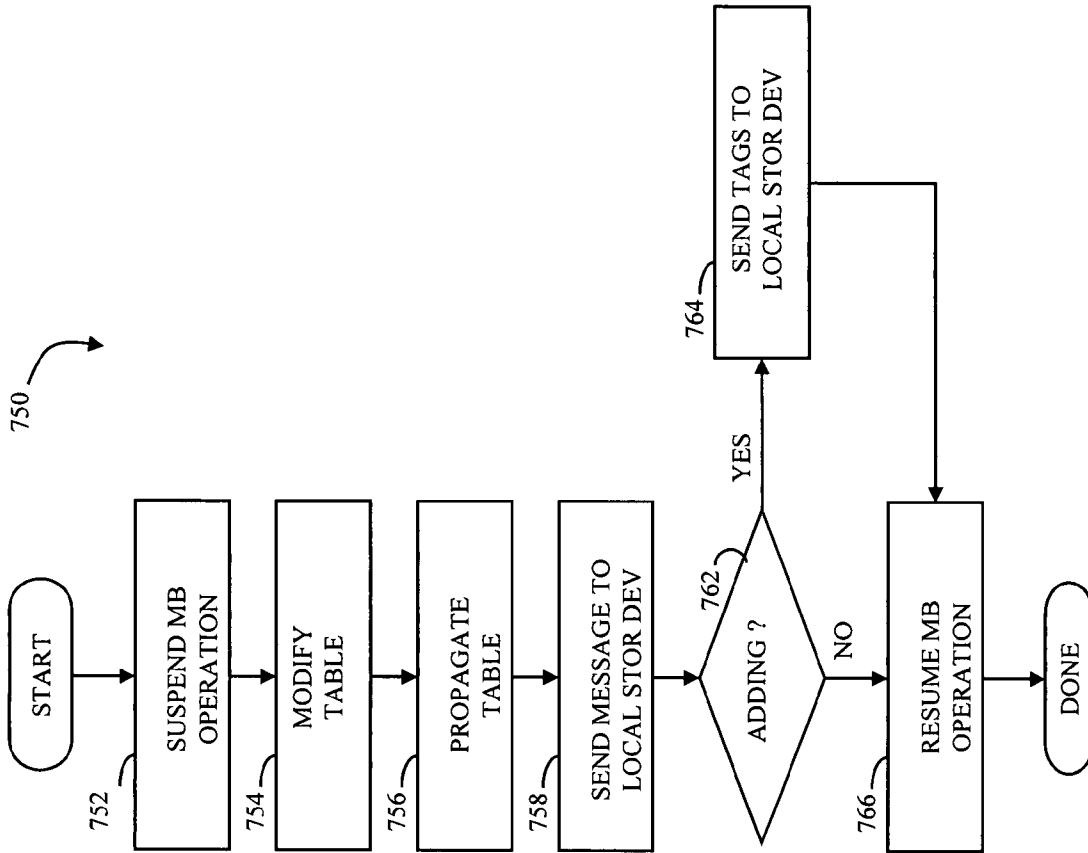 750
START
752
SUSPEND MB
OPERATION
754
MODIFY
TABLE
756
PROPAGATE
TABLE
758
SEND MESSAGE TO
LOCAL STOR DEV
762
ADDING ?
YES
764
SEND TAGS TO
LOCAL STOR DEV
NO
766
RESUME MB
OPERATION
DONE